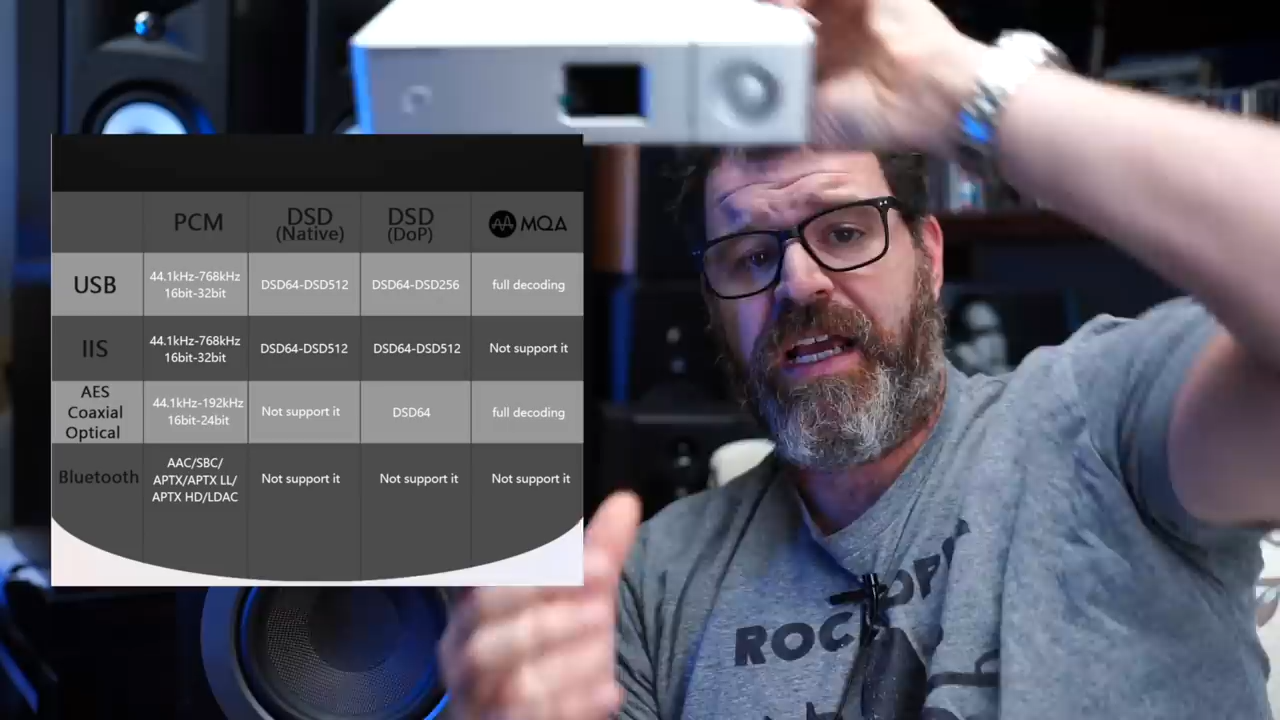 PCM DSD (Native) DSD (DoP) MQA
USB 44.1kHz-768kHz 16bit-32bit DSD64-DSD512 DSD64-DSD256 full decoding
IIS 44.1kHz-768kHz 16bit-32bit DSD64-DSD512 DSD64-DSD512 Not support it
AES Coaxial Optical 44.1kHz-192kHz 16bit-24bit Not support it DSD64 full decoding
Bluetooth AAC/SBC/ APTX/APTX LL/ APTX HD/LDAC Not support it Not support it Not support it